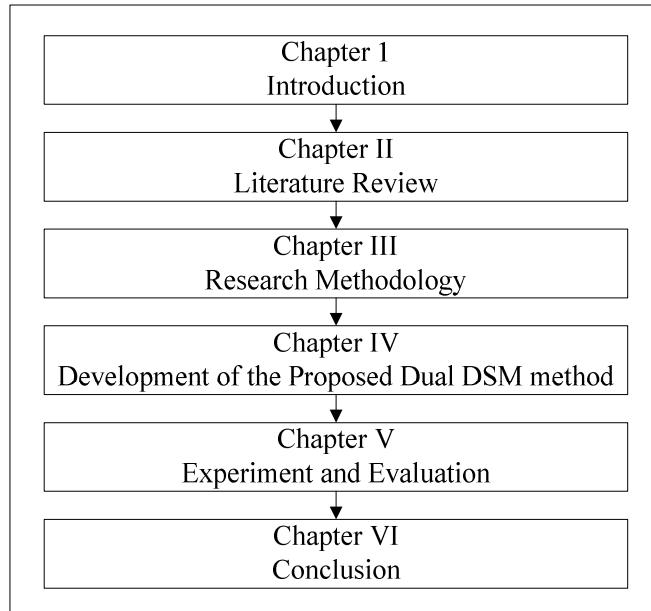 Chapter 1
Introduction
Chapter II
Literature Review
Chapter III
Research Methodology
Chapter IV
Development of the Proposed Dual DSM method
Chapter V
Experiment and Evaluation
Chapter VI
Conclusion